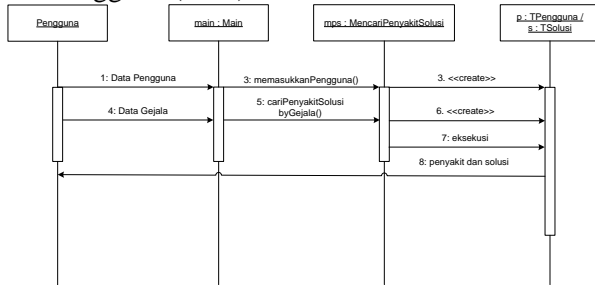 Pengguna
main : Main
mps : MencariPenyakitSolusi
p : TPengguna /
s : TSolusi
1: Data Pengguna
3: memasukkanPengguna()
3. <<create>>
4: Data Gejala
5: cariPenyakitSolusi
byGejala()
6. <<create>>
7: eksekusi
8: penyakit dan solusi